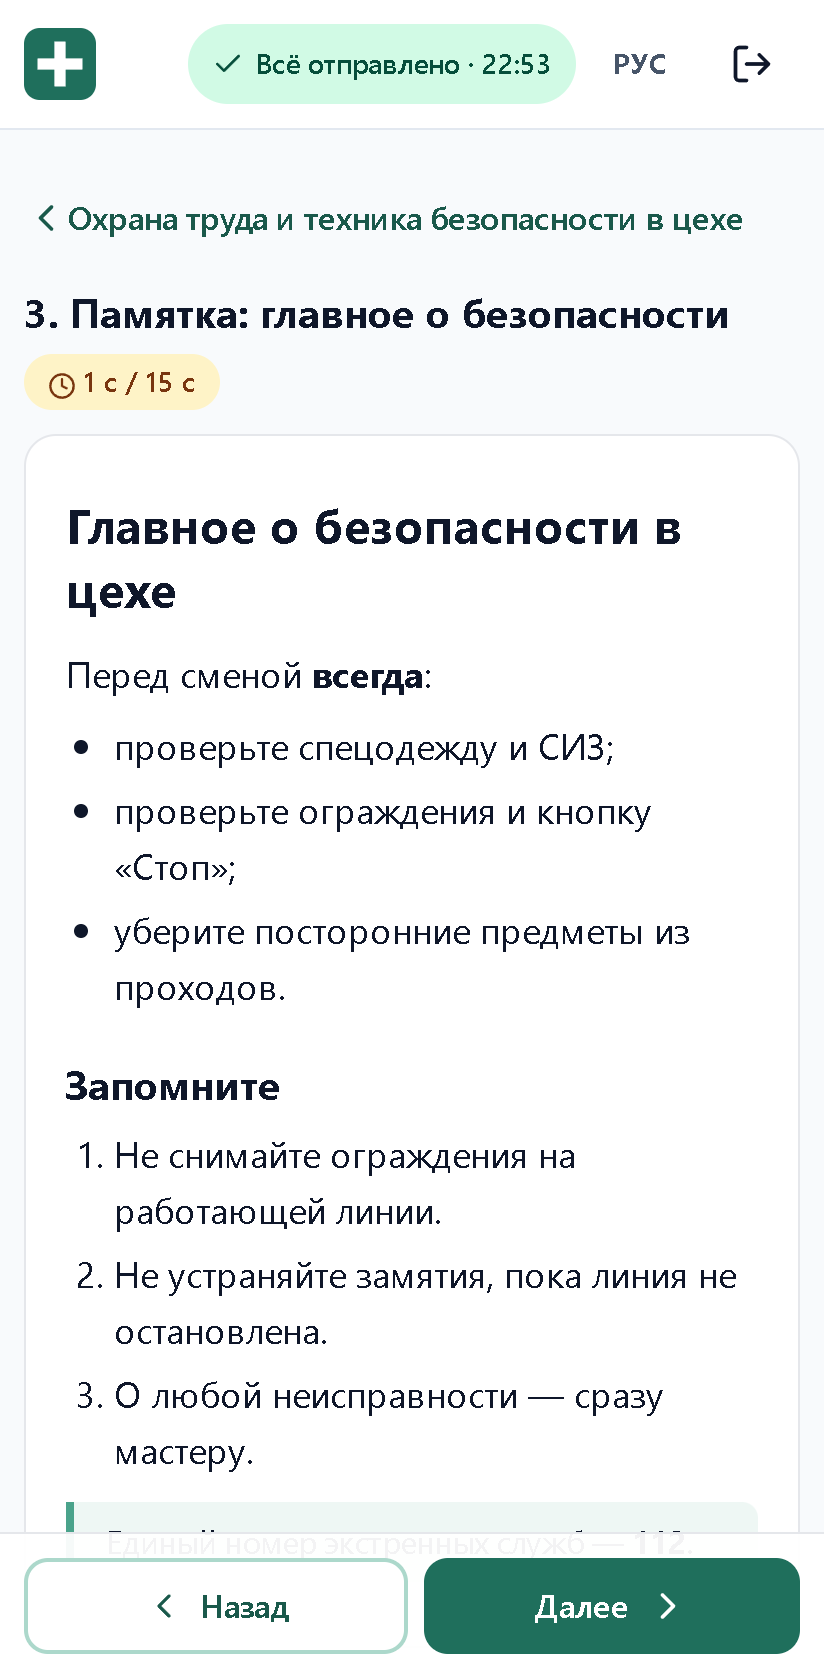 Всё отправлено · 22:53
РУС
Охрана труда и техника безопасности в цехе
3. Памятка: главное о безопасности
1 с / 15 с
Главное о безопасности в
цехе
Перед сменой всегда:
• проверьте спецодежду и СИЗ;
• проверьте ограждения и кнопку
«Стоп»;
• уберите посторонние предметы из
проходов.
Запомните
1. Не снимайте ограждения на
работающей линии.
2. Не устраняйте замятия, пока линия не
остановлена.
3. О любой неисправности — сразу
мастеру.
Единый номер экстренных служб — 112.
Назад
Далее